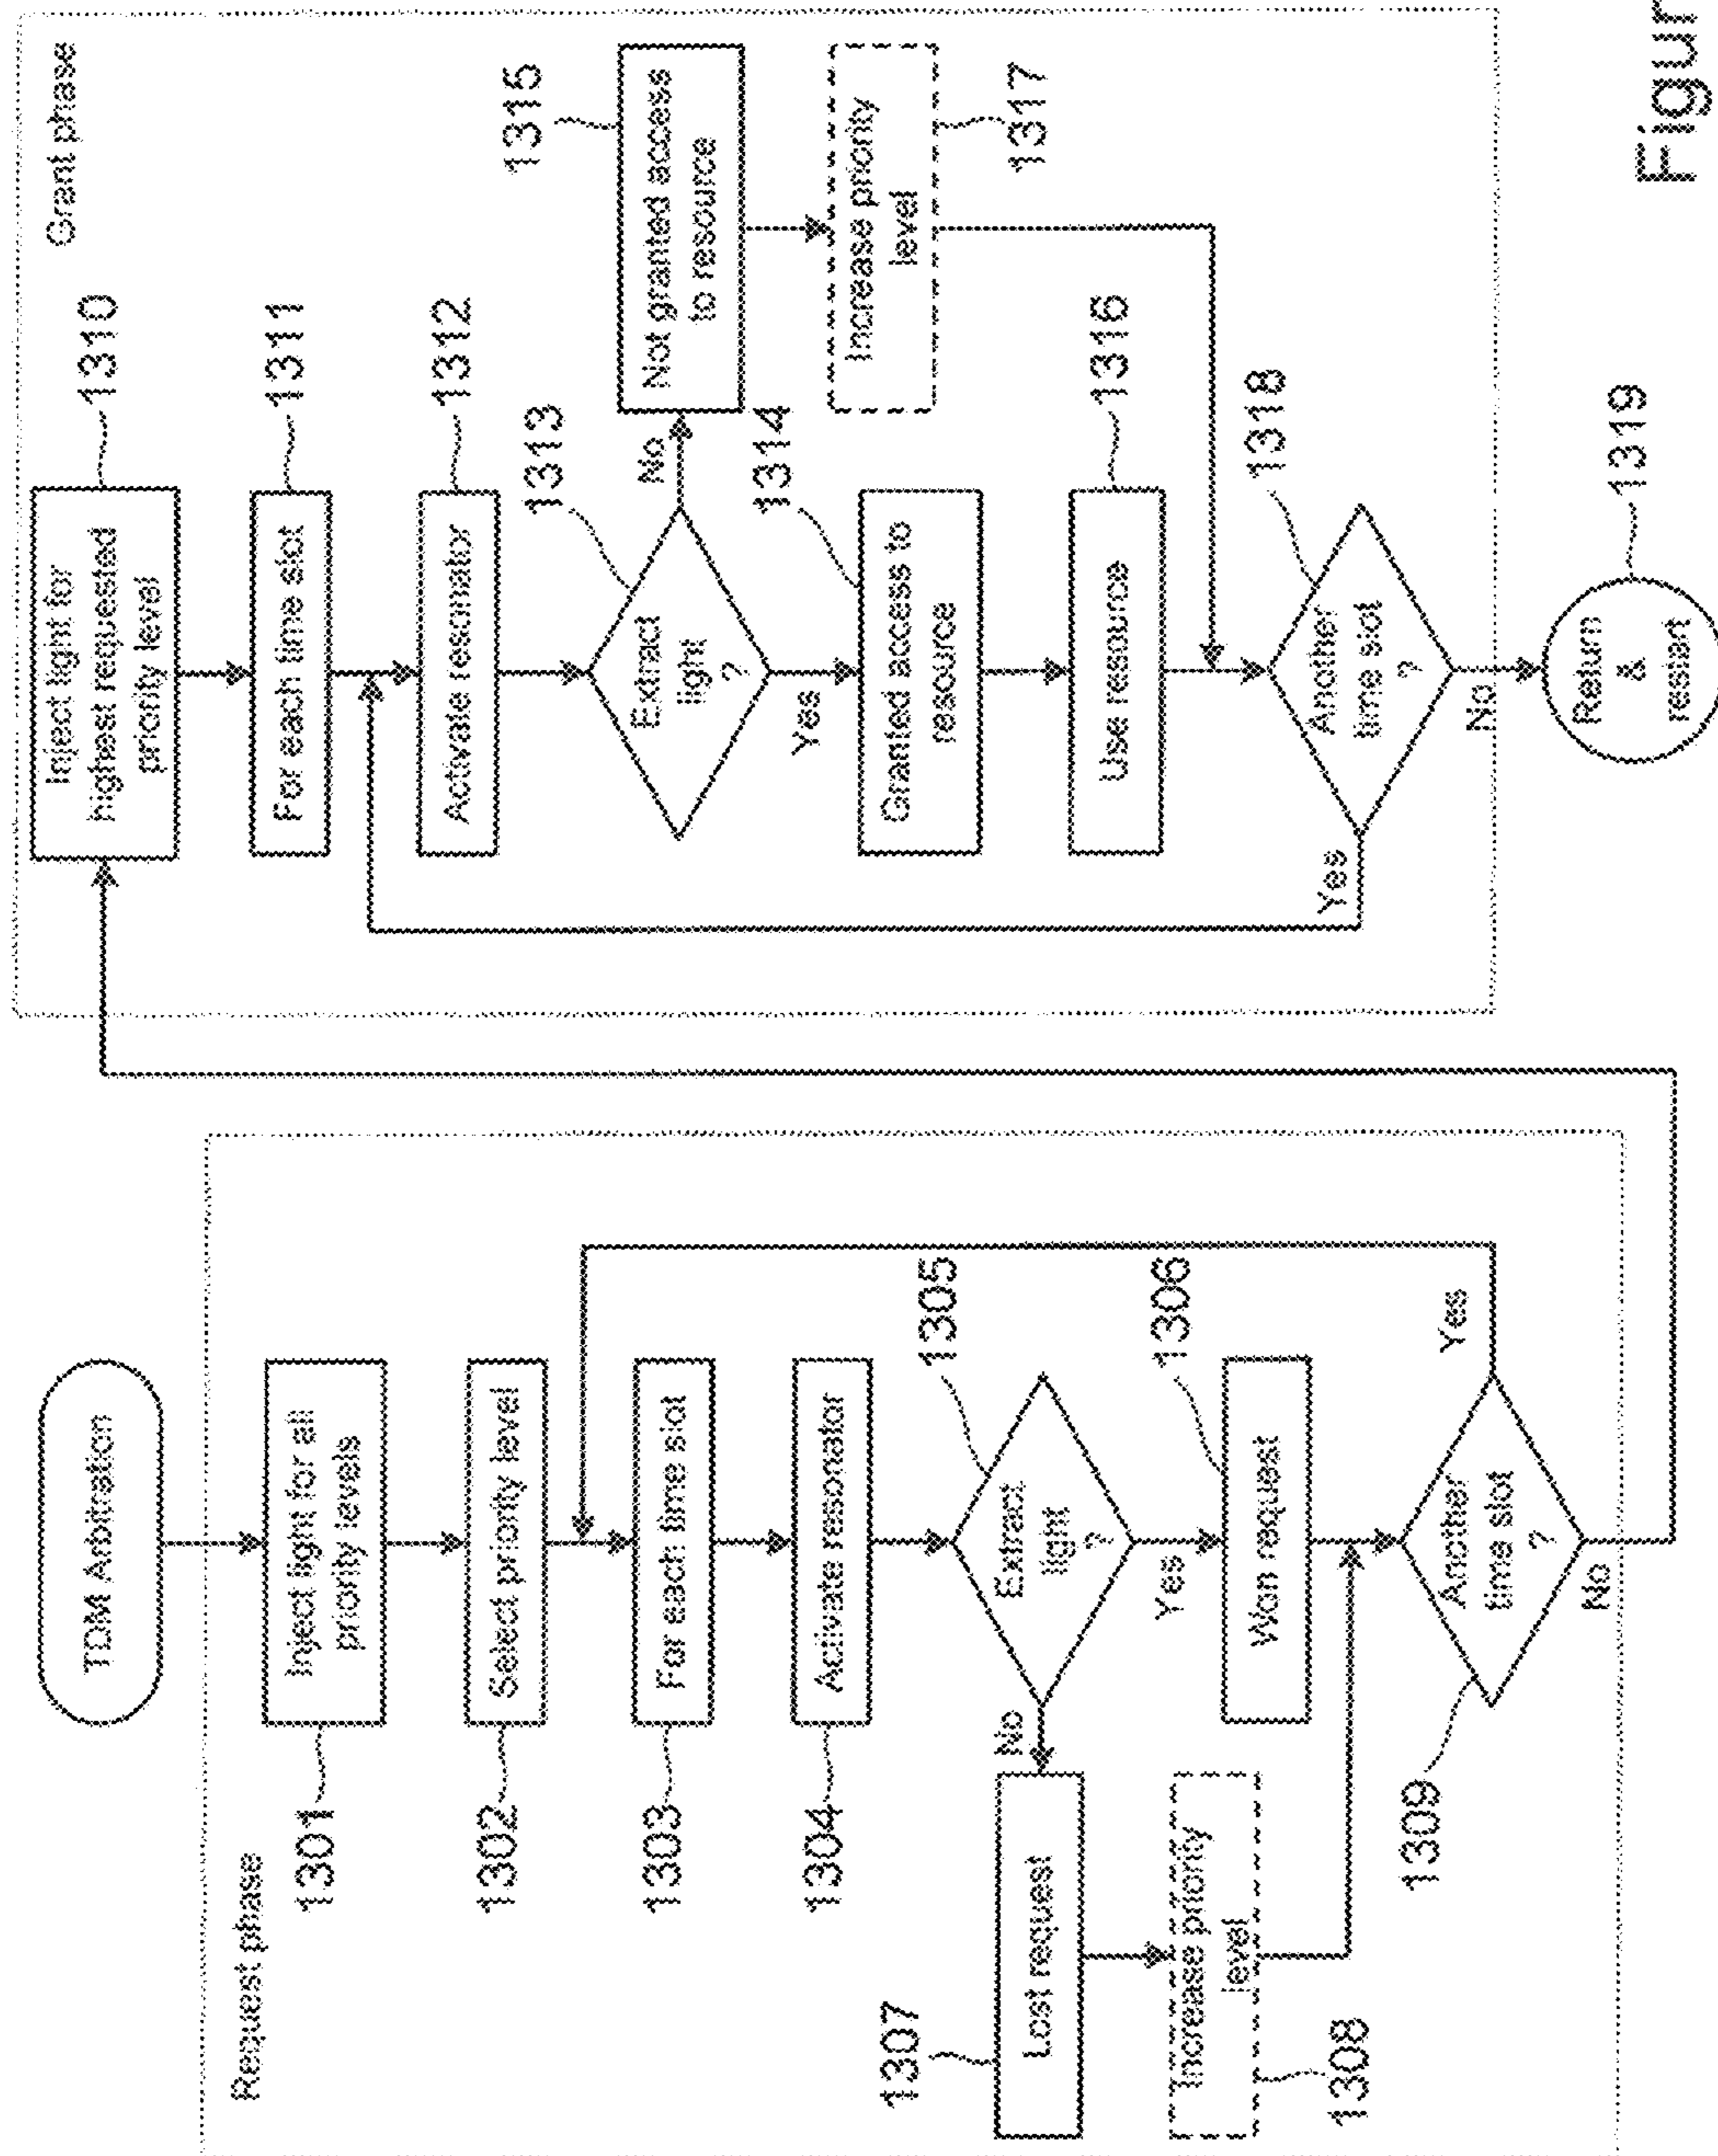 TDM Arbitration
Request phase
Inject light for all
priority levels
1301
Select priority level
1302
For each time slot
1303
Activate resonator
1304
Extract
light
?
1305
No
Yes
Won request
1306
Lost request
1307
Increase priority
level
1308
Another
time slot
?
1309
Yes
No
Grant phase
Inject light for
highest requested
priority level
1310
For each time slot
1311
Activate resonator
1312
Extract
light
?
1313
No
Yes
Granted access to
resource
1314
Not granted access
to resource
1315
Use resource
1316
Increase priority
level
1317
Another
time slot
?
1318
Yes
No
Return
&
restart
1319
Figur